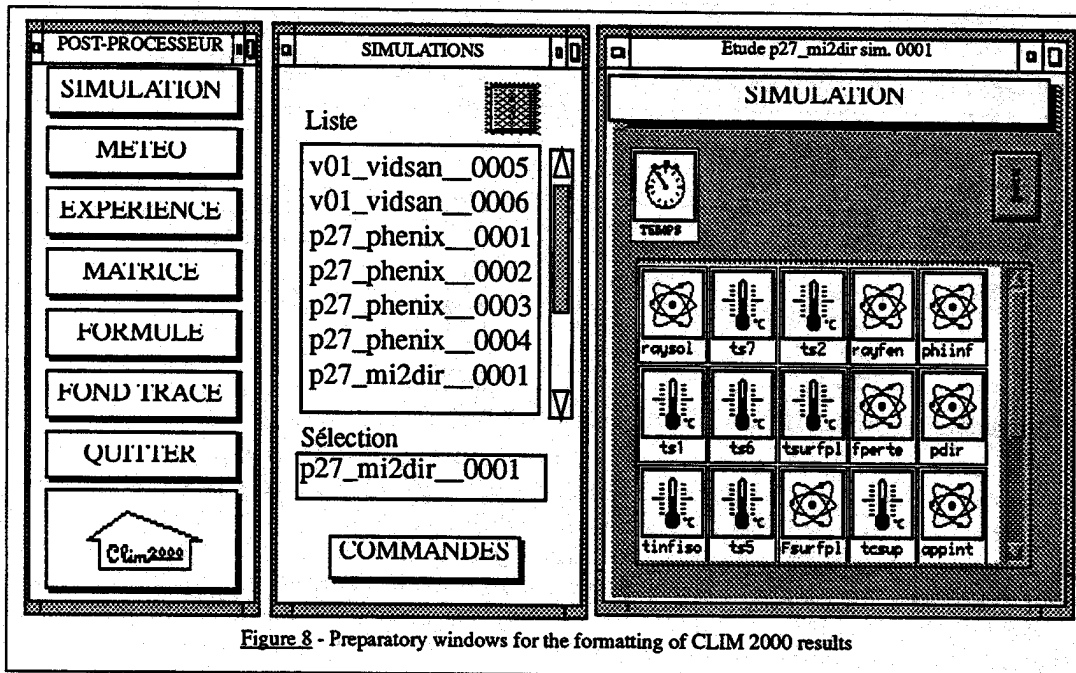 POST-PROCESSEUR
SIMULATION
METEO
EXPERIENCE
MATRICE
FORMULE
FOND TRACE
QUITTER
Clim2000
SIMULATIONS
Liste
v01_vidsan__0005
v01_vidsan__0006
p27_phenix__0001
p27_phenix__0002
p27_phenix__0003
p27_phenix__0004
p27_mi2dir__0001
Sélection
p27_mi2dir__0001
COMMANDES
Etude p27_mi2dir sim. 0001
SIMULATION
TEMPS
°C °C
raysol ts7 ts2 rayfen phiinf
°C °C °C
ts1 ts6 tsurfpl fperte pdir
°C °C °C
tinfiso ts5 Fsurfpl tcsup appint
Figure 8 - Preparatory windows for the formatting of CLIM 2000 results